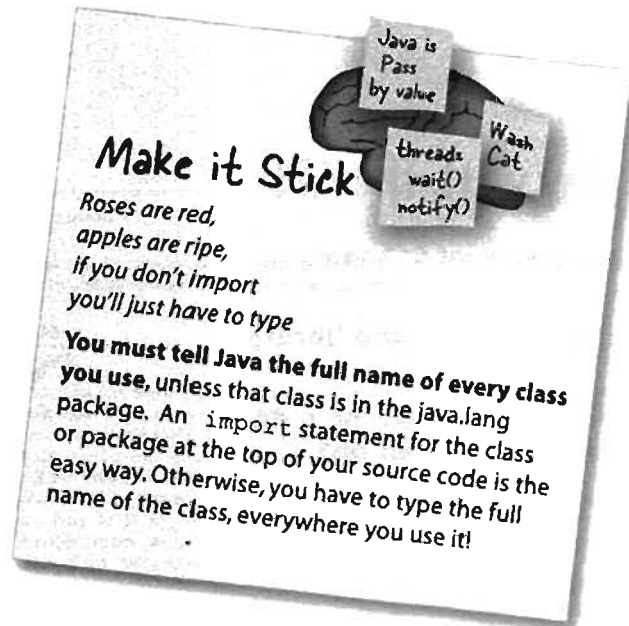 Java is
Pass
by value
Wash
Cat
threads
wait()
notify()
Make it Stick
Roses are red,
apples are ripe,
if you don't import
you'll just have to type
You must tell Java the full name of every class
you use, unless that class is in the java.lang
package. An import statement for the class
or package at the top of your source code is the
easy way. Otherwise, you have to type the full
name of the class, everywhere you use it!